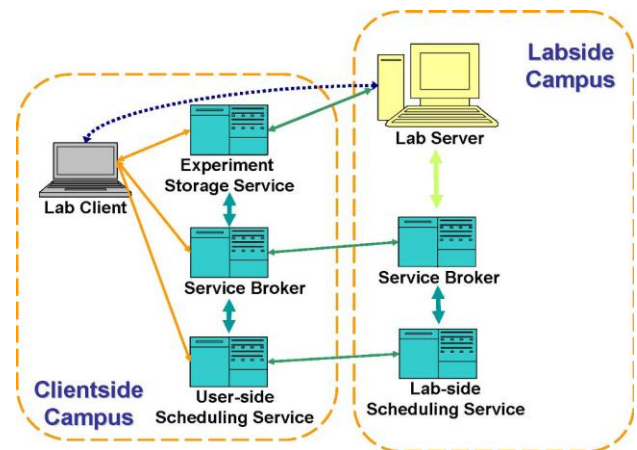 Labside
Campus
Lab Server
Experiment
Storage Service
Lab Client
Service Broker
Service Broker
User-side
Scheduling Service
Lab-side
Scheduling Service
Clientside
Campus